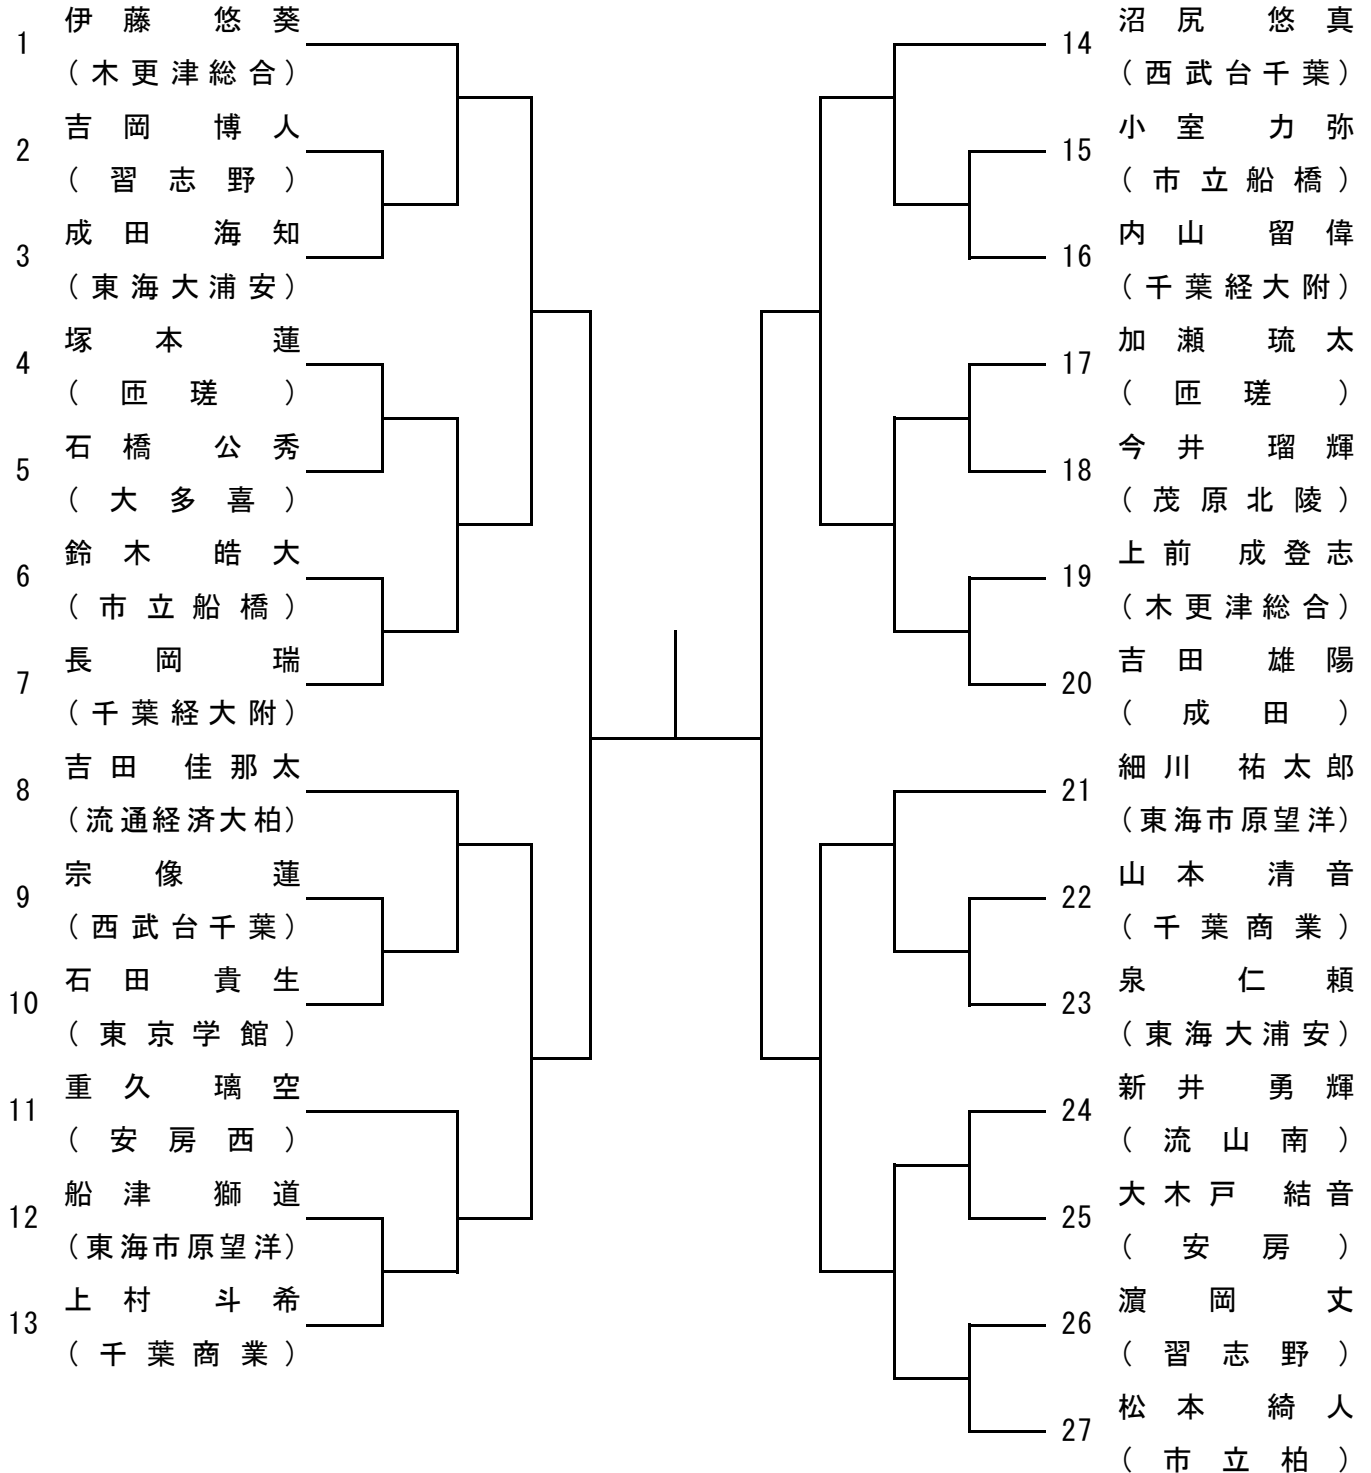 1 伊藤 悠葵
(木更津総合)
2 吉岡 博人
(習志野)
3 成田 海知
(東海大浦安)
4 塚本 蓮
(匝瑳)
5 石橋 公秀
(大多喜)
6 鈴木 皓大
(市立船橋)
7 長岡 瑞
(千葉経大附)
8 吉田 佳那太
(流通経済大柏)
9 宗像 蓮
(西武台千葉)
10 石田 貴生
(東京学館)
11 重久 璃空
(安房西)
12 船津 獅道
(東海市原望洋)
13 上村 斗希
(千葉商業)
14 沼尻 悠真
(西武台千葉)
15 小室 力弥
(市立船橋)
16 内山 留偉
(千葉経大附)
17 加瀬 琉太
(匝瑳)
18 今井 瑠輝
(茂原北陵)
19 上前 成登志
(木更津総合)
20 吉田 雄陽
(成田)
21 細川 祐太郎
(東海市原望洋)
22 山本 清音
(千葉商業)
23 泉 仁頼
(東海大浦安)
24 新井 勇輝
(流山南)
25 大木戸 結音
(安房)
26 濵岡 丈
(習志野)
27 松本 綺人
(市立柏)